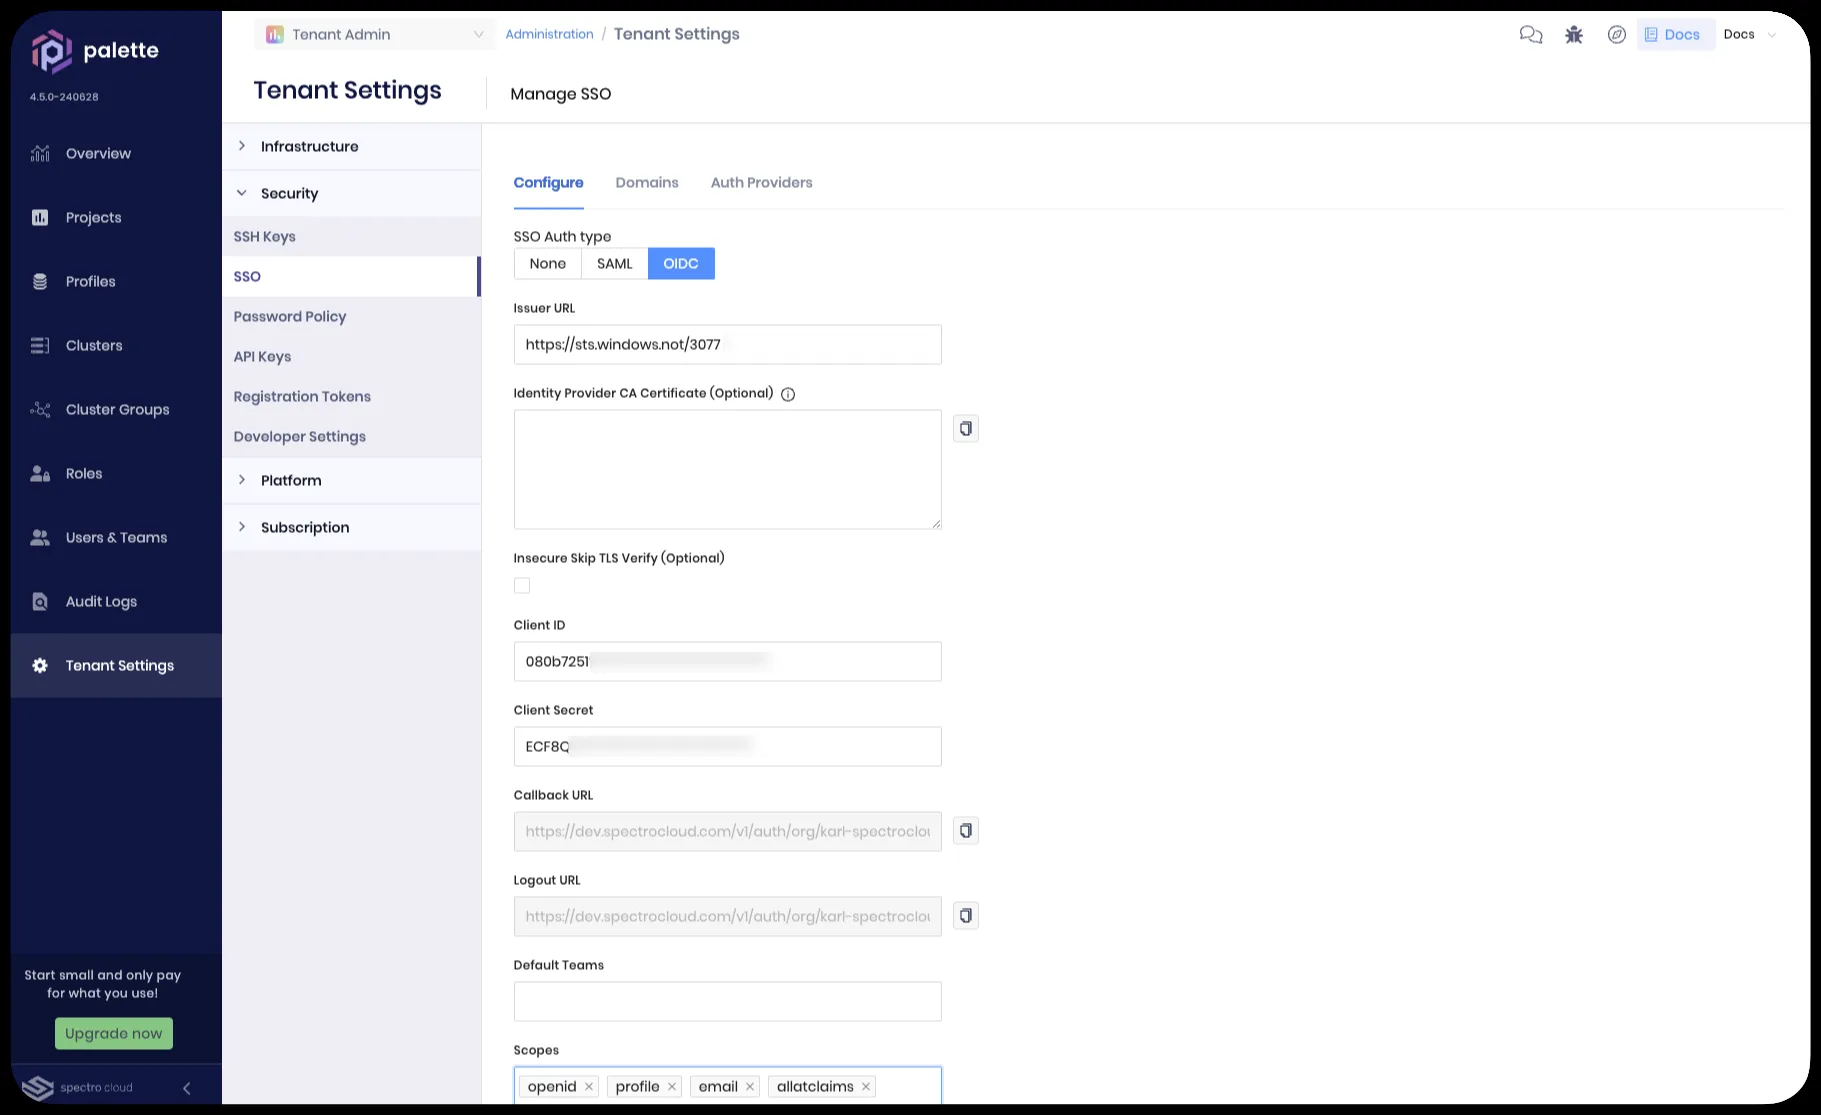 palette
4.5.0-240628
Overview
Projects
Profiles
Clusters
Cluster Groups
Roles
Users & Teams
Audit Logs
Tenant Settings
Start small and only pay
for what you use!
Upgrade now
spectro cloud
Tenant Admin
Administration / Tenant Settings
Docs
Docs
Tenant Settings
Manage SSO
Infrastructure
Security
SSH Keys
SSO
Password Policy
API Keys
Registration Tokens
Developer Settings
Platform
Subscription
Configure Domains Auth Providers
SSO Auth type
None SAML OIDC
Issuer URL
https://sts.windows.not/3077
Identity Provider CA Certificate (Optional)
Insecure Skip TLS Verify (Optional)
Client ID
080b7251
Client Secret
ECF8Q
Callback URL
https://dev.spectrocloud.com/v1/auth/org/karl-spectroclou
Logout URL
https://dev.spectrocloud.com/v1/auth/org/karl-spectroclou
Default Teams
Scopes
openid × profile × email × allatclaims ×